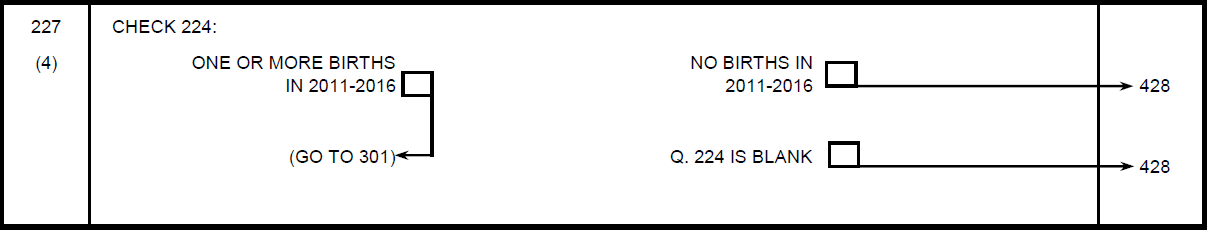 227 CHECK 224:
(4) ONE OR MORE BIRTHS NO BIRTHS IN
IN 2011-2016 2011-2016 428
(GO TO 301) Q. 224 IS BLANK 428